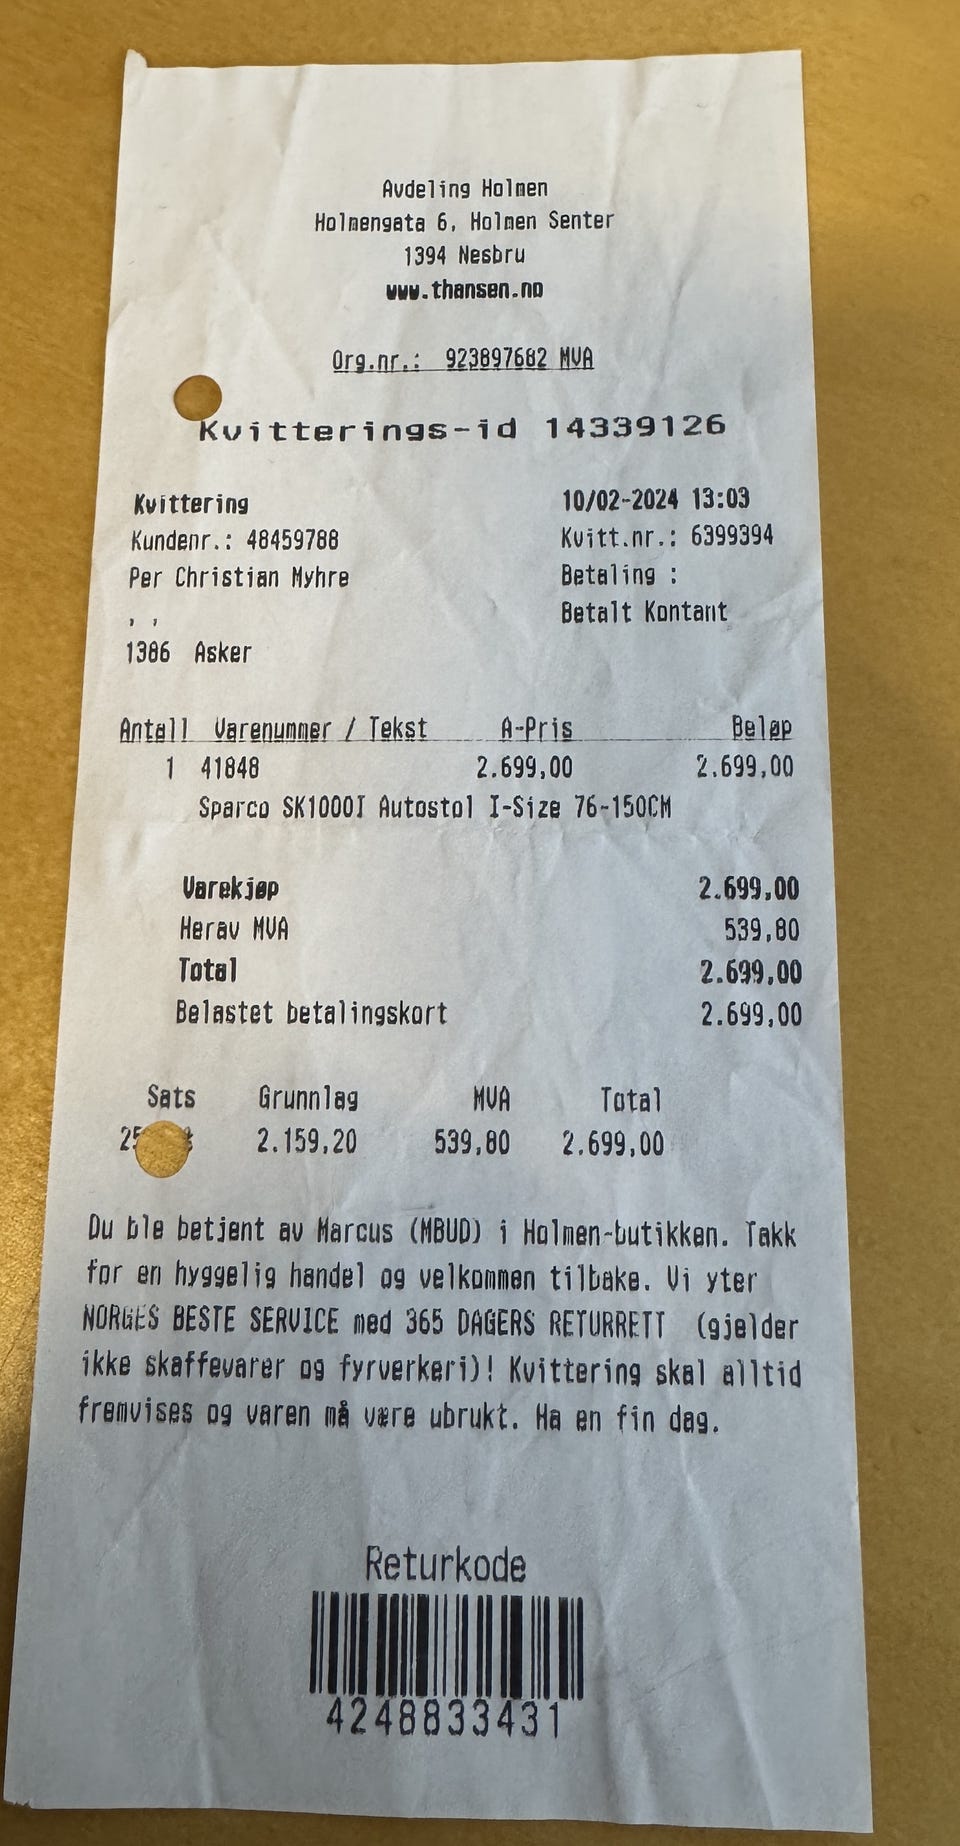 Avdeling Holmen
Holmengata 6, Holmen Senter
1394 Nesbru
www.thansen.no
Org.nr.: 923897682 MVA
Kvitterings-id 14339126
Kvittering 10/02-2024 13:03
Kundenr.: 48459788 Kvitt.nr.: 6399394
Per Christian Myhre Betaling :
, , Betalt Kontant
1386 Asker
Antall Varenummer / Tekst A-Pris Beløp
1 41848 2.699,00 2.699,00
Sparco SK1000I Autostol I-Size 76-150CM
Varekjøp 2.699,00
Herav MVA 539,80
Total 2.699,00
Belastet betalingskort 2.699,00
Sats Grunnlag MVA Total
2.159,20 539,80 2.699,00
Du ble betjent av Marcus (MBUD) i Holmen-butikken. Takk
for en hyggelig handel og velkommen tilbake. Vi yter
NORGES BESTE SERVICE med 365 DAGERS RETURRETT (gjelder
ikke skaffevarer og fyrverkeri)! Kvittering skal alltid
fremvises og varen må være ubrukt. Ha en fin dag.
Returkode
4248833431